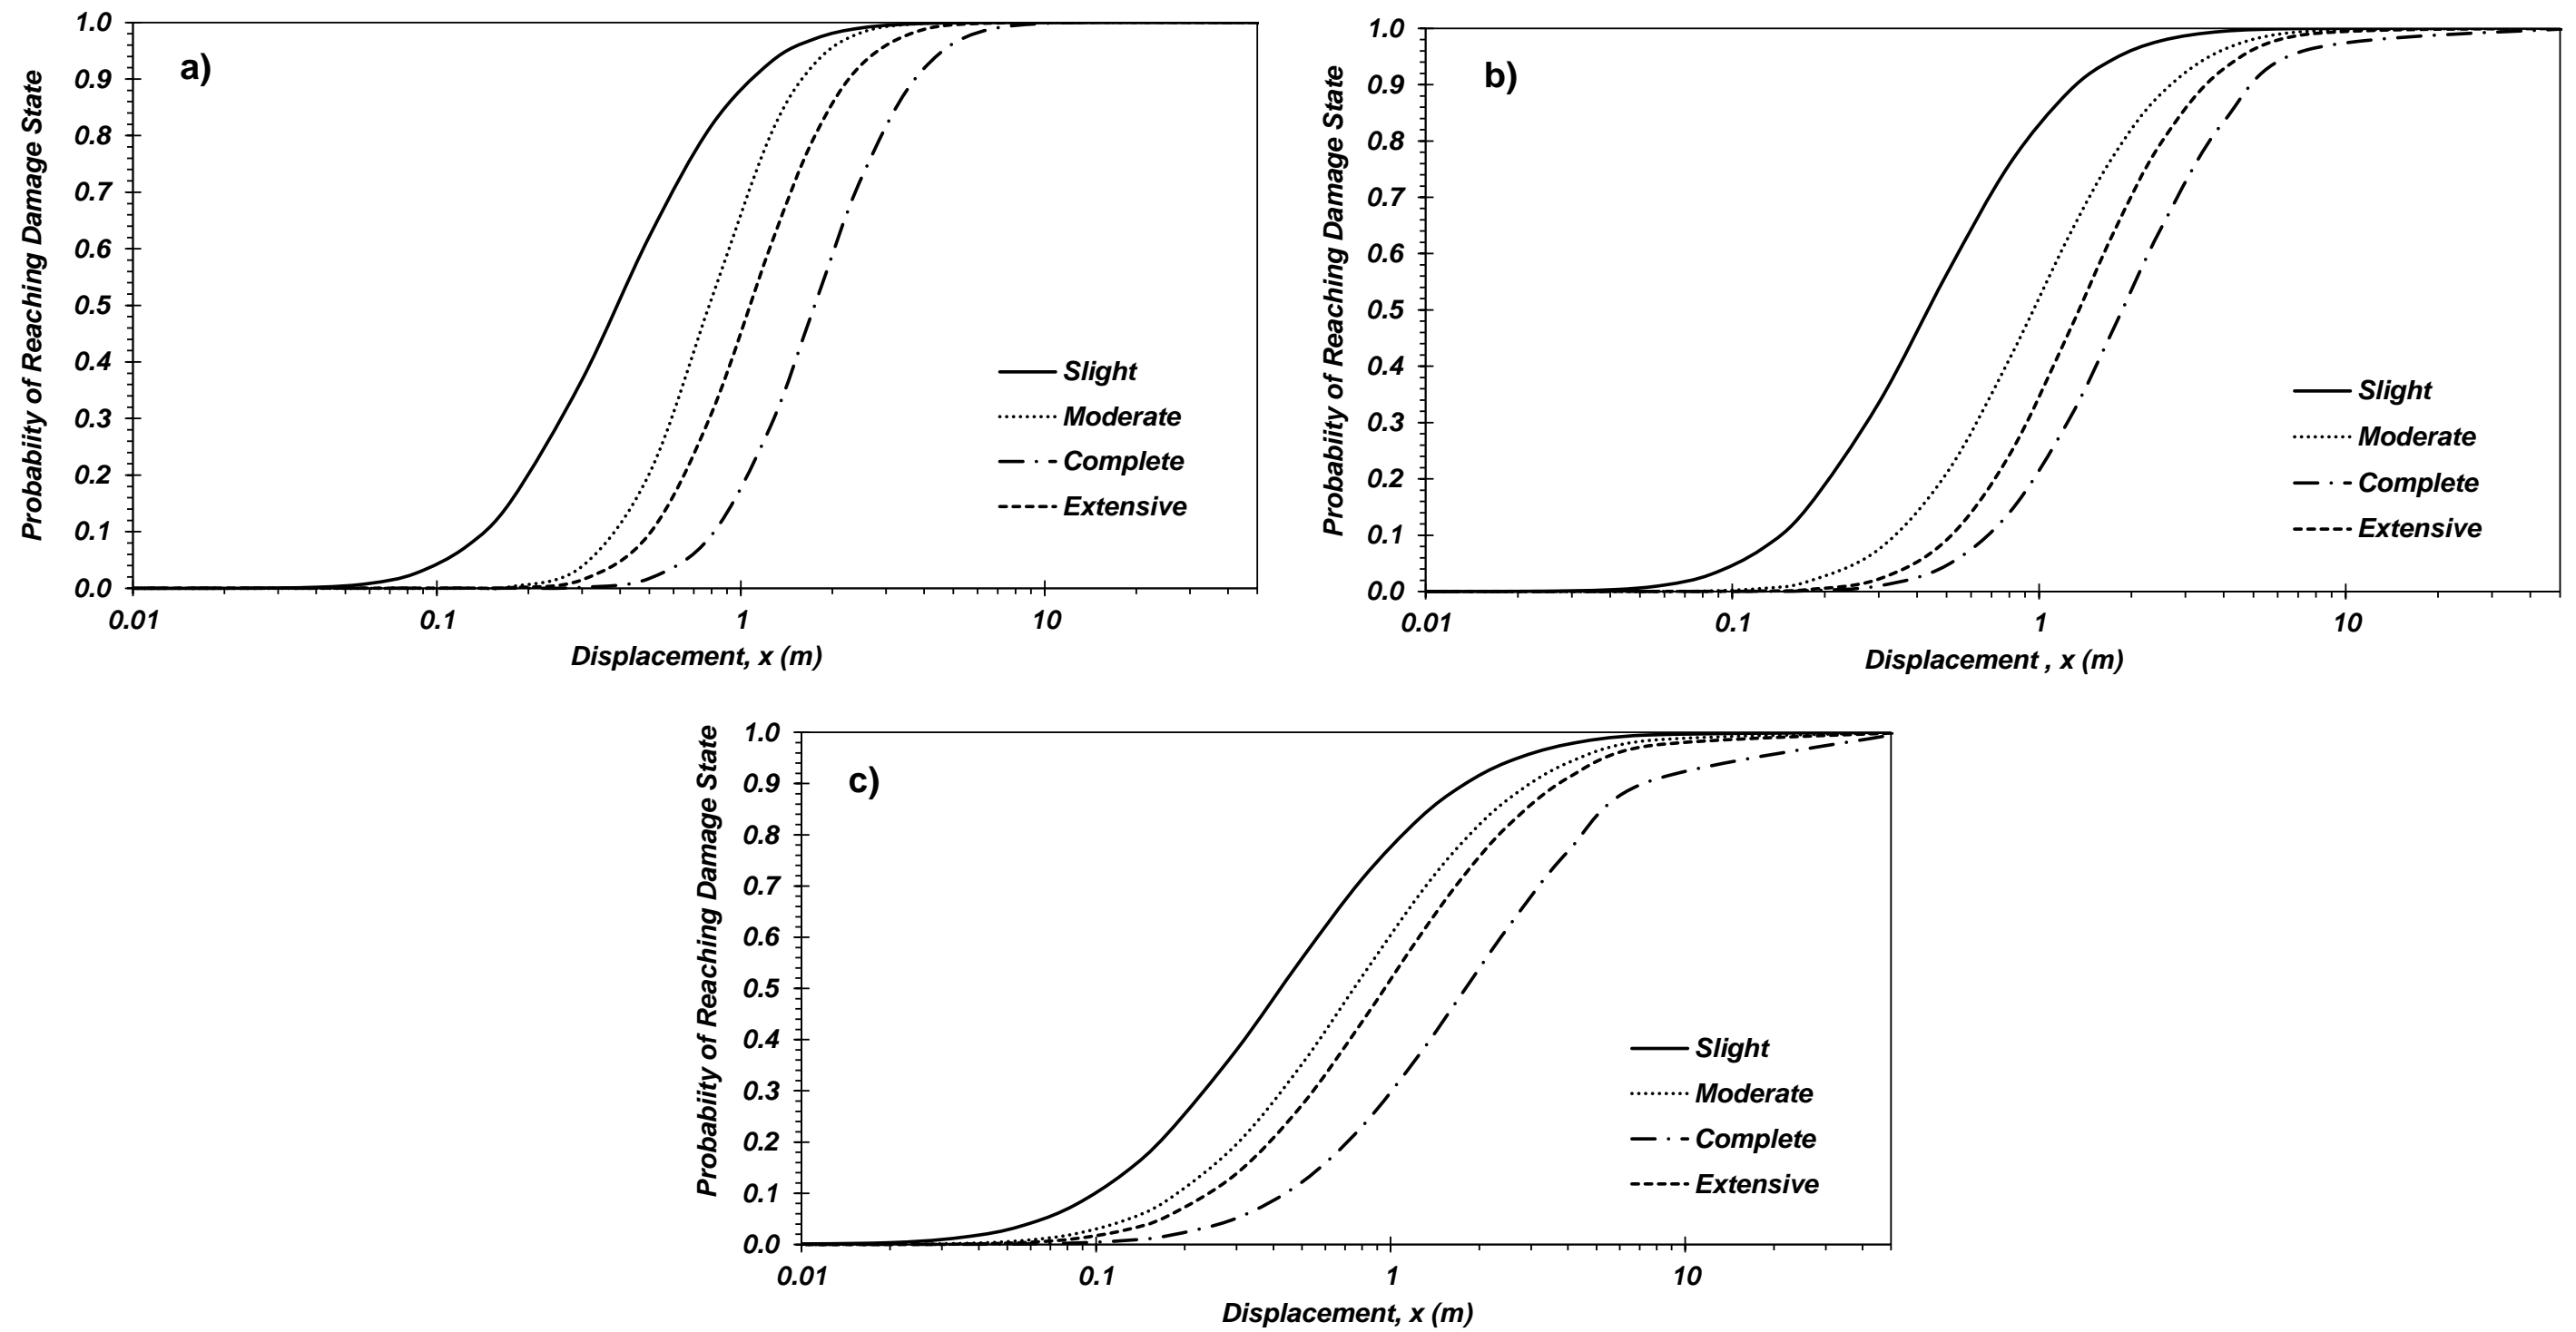 a)
Probabiity of Reaching Damage State
1.0
0.9
0.8
0.7
0.6
0.5
0.4
0.3
0.2
0.1
0.0
Slight
Moderate
Complete
Extensive
0.01 0.1 1 10
Displacement, x (m)
b)
Probabiity of Reaching Damage State
1.0
0.9
0.8
0.7
0.6
0.5
0.4
0.3
0.2
0.1
0.0
Slight
Moderate
Complete
Extensive
0.01 0.1 1 10
Displacement , x (m)
c)
Probabiity of Reaching Damage State
1.0
0.9
0.8
0.7
0.6
0.5
0.4
0.3
0.2
0.1
0.0
Slight
Moderate
Complete
Extensive
0.01 0.1 1 10
Displacement, x (m)